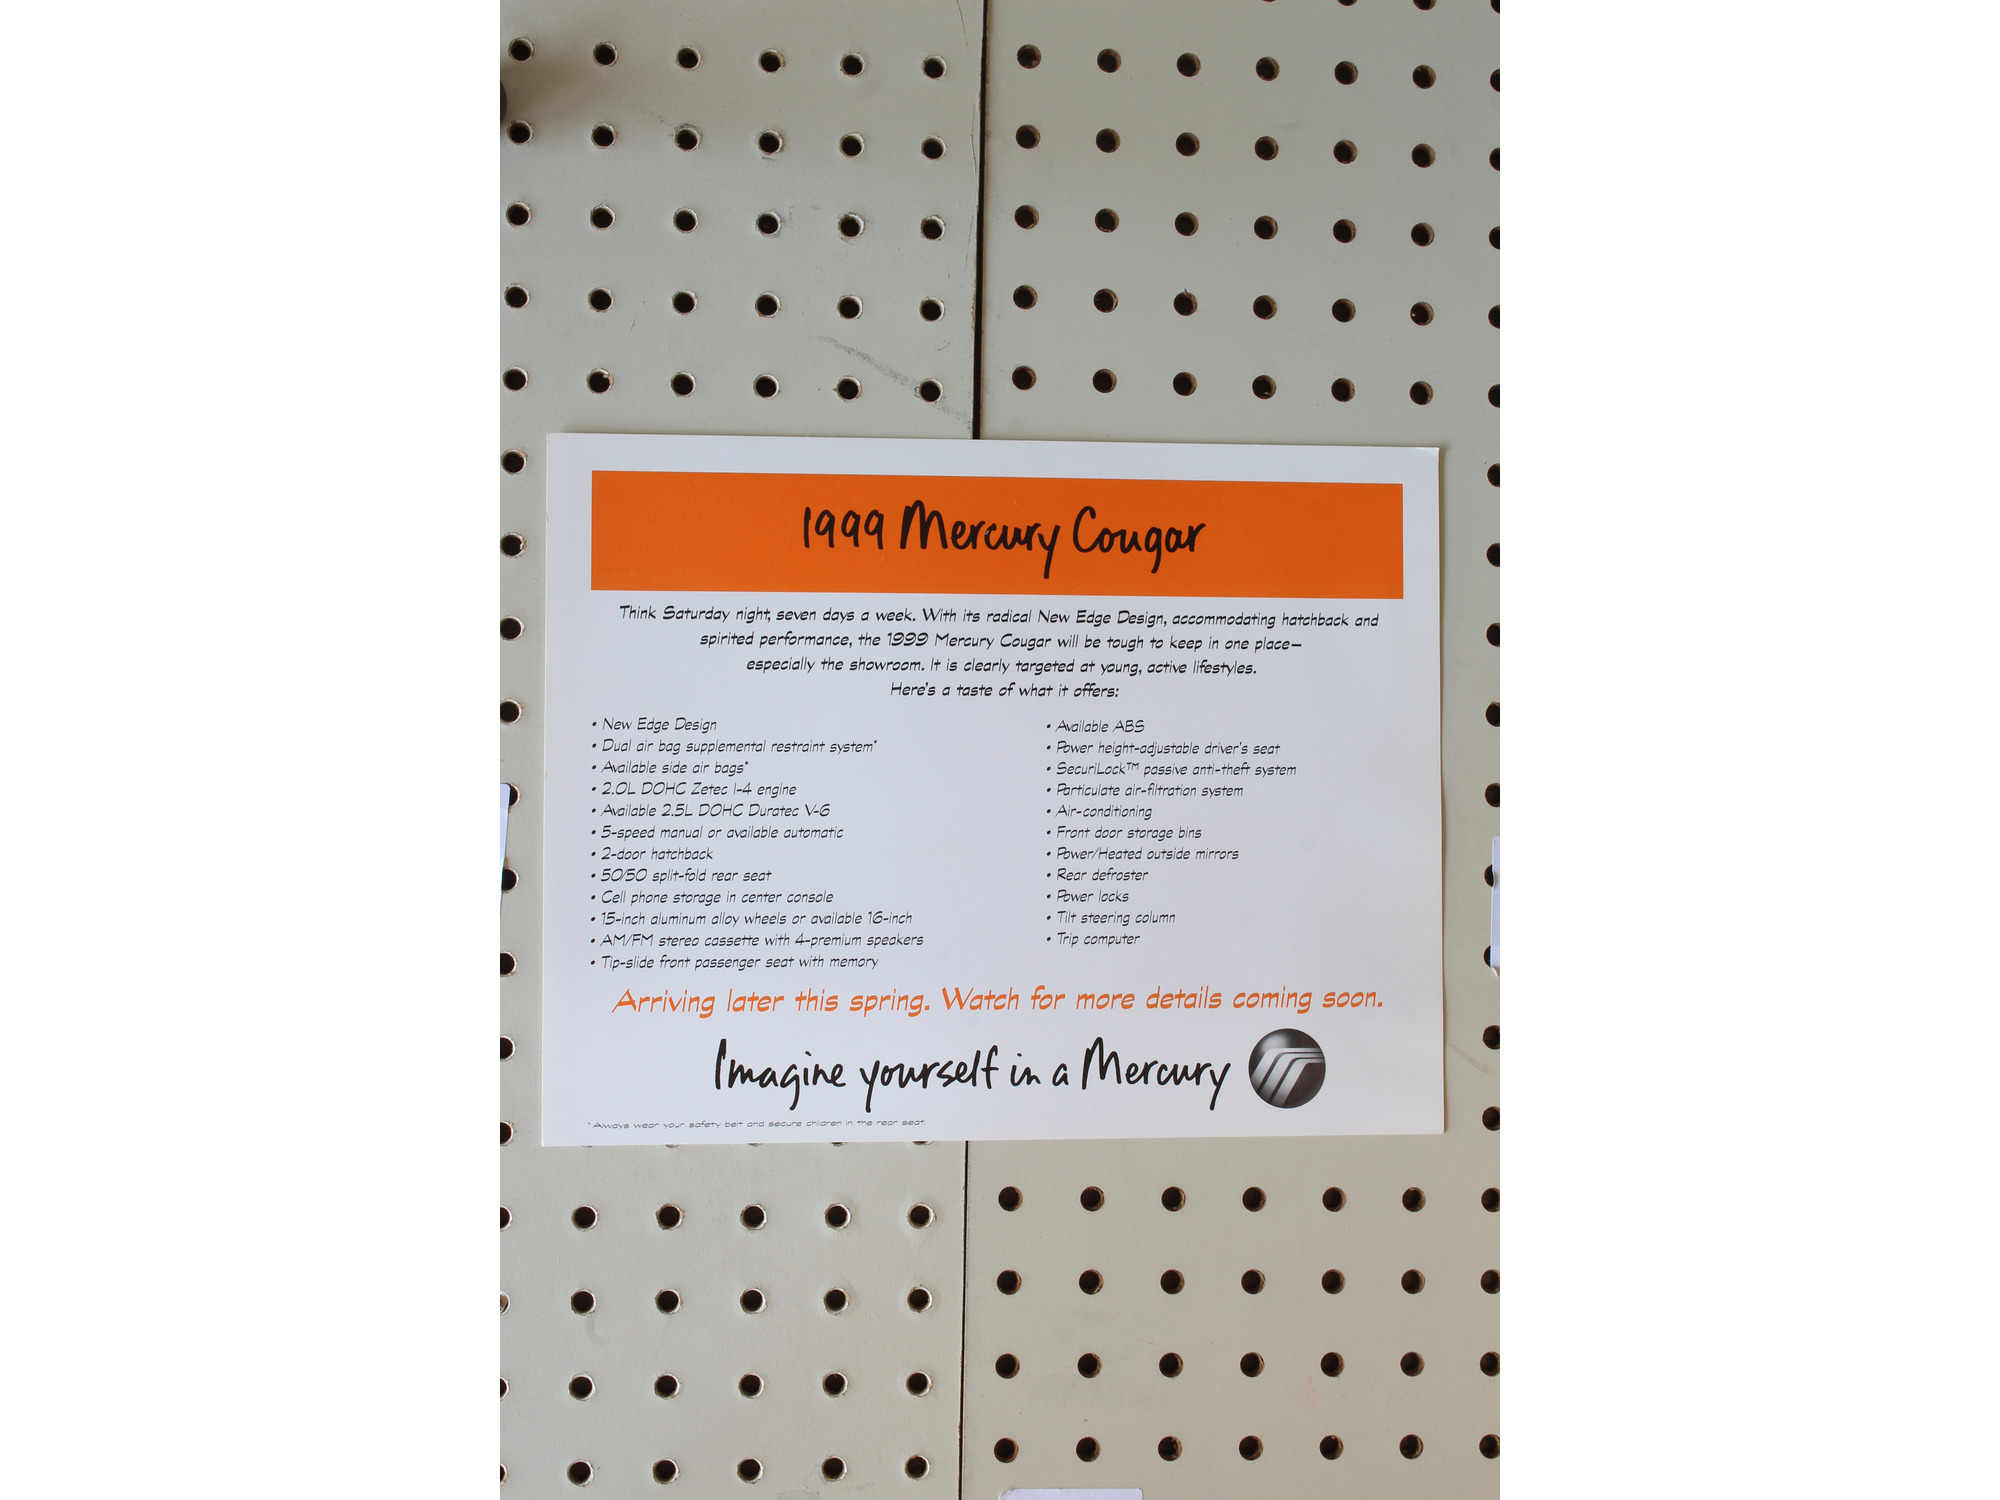 1999 Mercury Cougar
Think Saturday night, seven days a week. With its radical New Edge Design, accommodating hatchback and
spirited performance, the 1999 Mercury Cougar will be tough to keep in one place–
especially the showroom. It is clearly targeted at young, active lifestyles.
Here's a taste of what it offers:
• New Edge Design
• Dual air bag supplemental restraint system*
• Available side air bags*
• 2.0L DOHC Zetec I-4 engine
• Available 2.5L DOHC Duratec V-6
• 5-speed manual or available automatic
• 2-door hatchback
• 50/50 split-fold rear seat
• Cell phone storage in center console
• 15-inch aluminum alloy wheels or available 16-inch
• AM/FM stereo cassette with 4-premium speakers
• Tip-slide front passenger seat with memory
• Available ABS
• Power height-adjustable driver's seat
• SecuriLock™ passive anti-theft system
• Particulate air-filtration system
• Air-conditioning
• Front door storage bins
• Power/Heated outside mirrors
• Rear defroster
• Power locks
• Tilt steering column
• Trip computer
Arriving later this spring. Watch for more details coming soon.
Imagine yourself in a Mercury
*Always wear your safety belt and secure children in the rear seat.